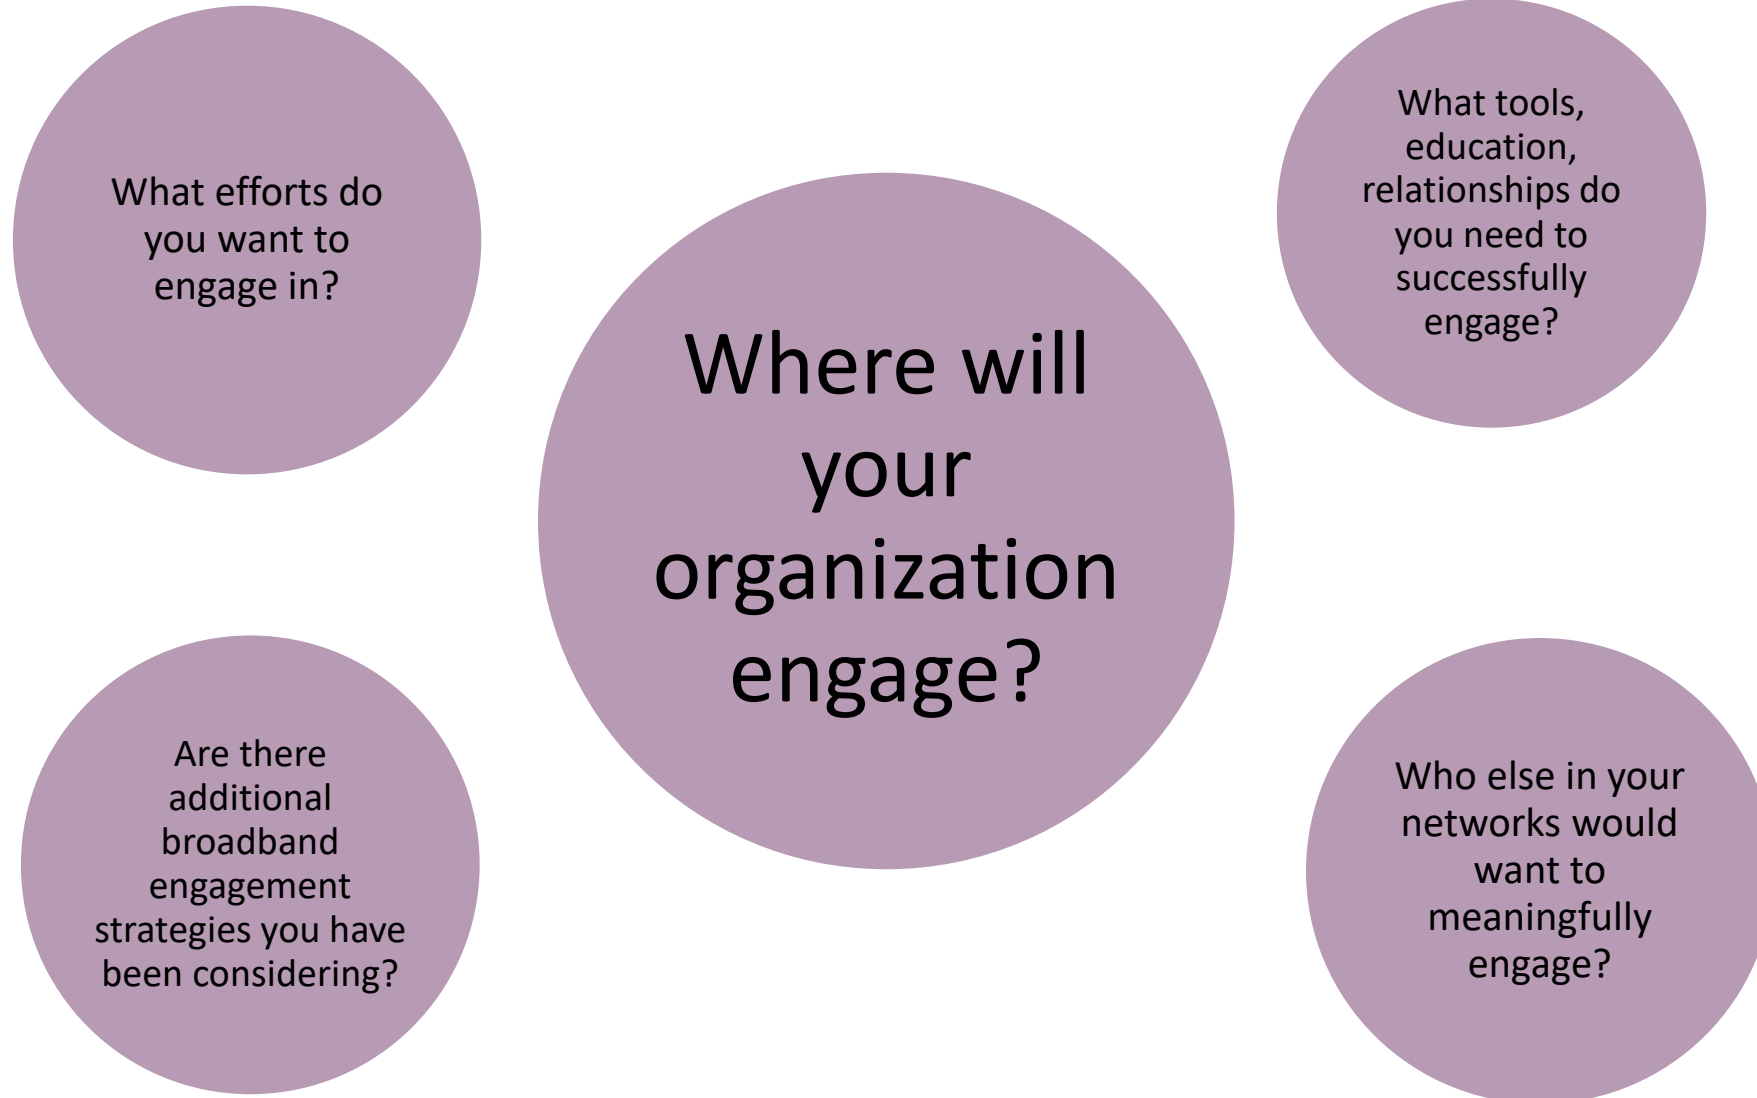 What efforts do
you want to
engage in?
What tools,
education,
relationships do
you need to
successfully
engage?
Where will
your
organization
engage?
Are there
additional
broadband
engagement
strategies you have
been considering?
Who else in your
networks would
want to
meaningfully
engage?